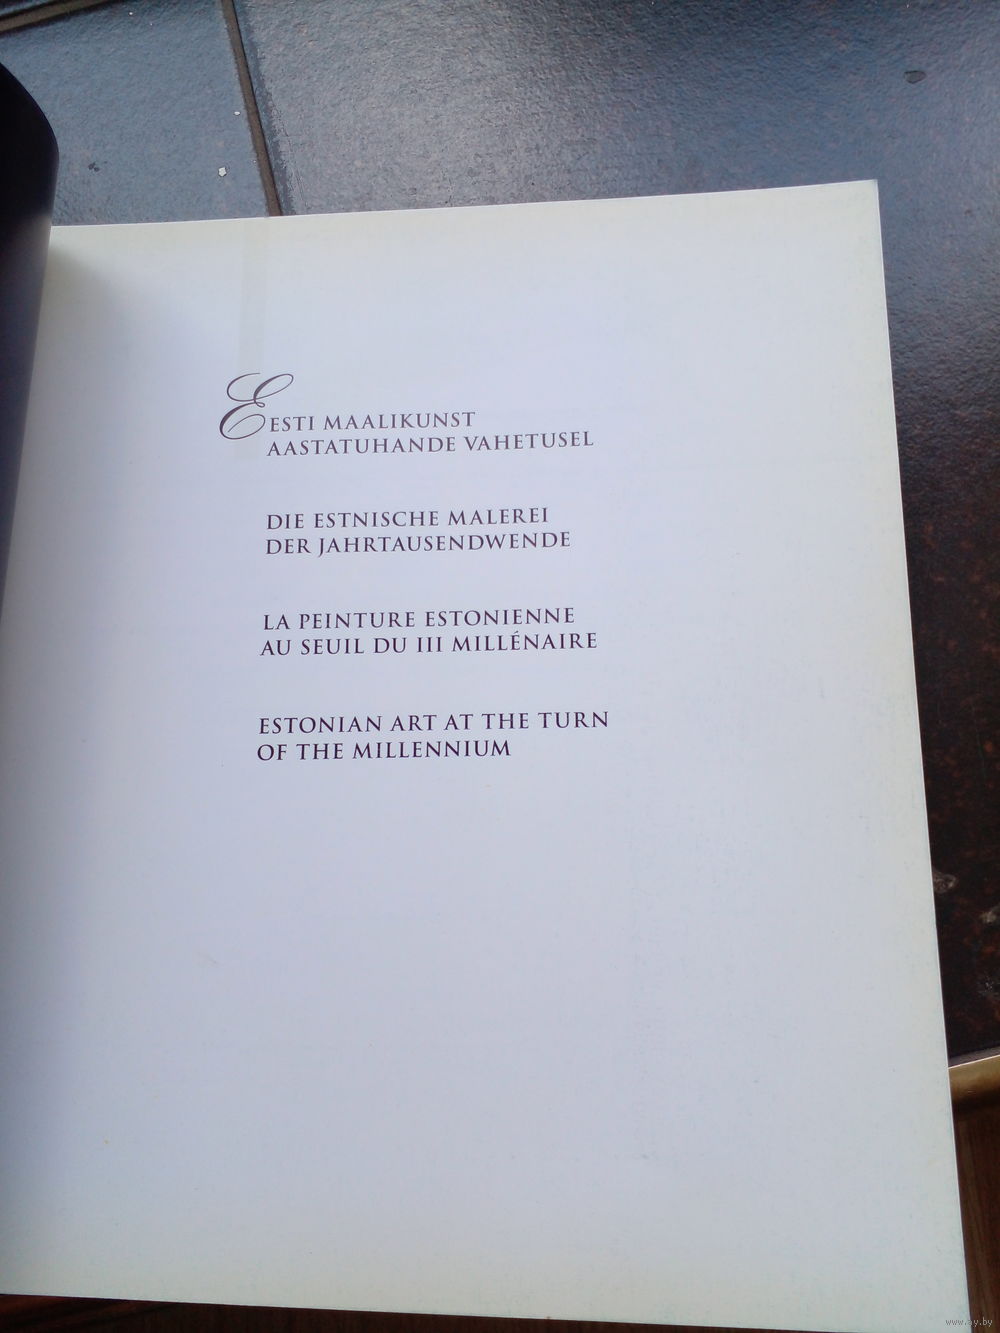 EESTI MAALIKUNST
AASTATUHANDE VAHETUSEL
DIE ESTNISCHE MALEREI
DER JAHRTAUSENDWENDE
LA PEINTURE ESTONIENNE
AU SEUIL DU III MILLÉNAIRE
ESTONIAN ART AT THE TURN
OF THE MILLENNIUM